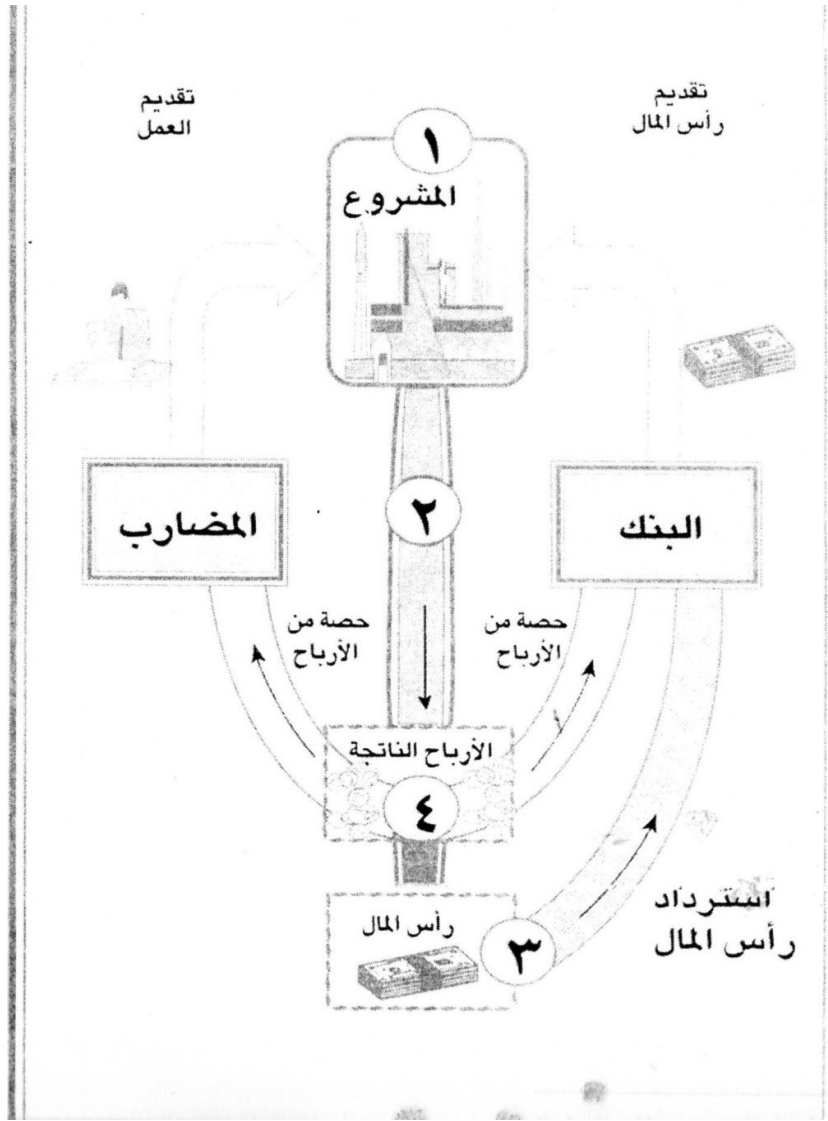 تقديم
رأس المال
تقديم
العمل
١
المشروع
البنك
٢
المضارب
حصة من
الأرباح
حصة من
الأرباح
الأرباح الناتجة
٤
استرداد
رأس المال
رأس المال
٣